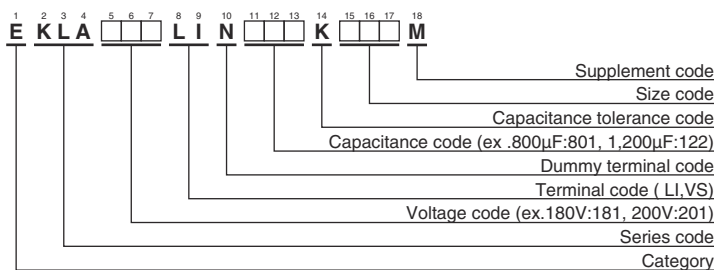 1 2 3 4 5 6 7 8 9 10 11 12 13 14 15 16 17 18
E K L A L I N K M
Supplement code
Size code
Capacitance tolerance code
Capacitance code (ex .800µF:801, 1,200µF:122)
Dummy terminal code
Terminal code ( LI,VS)
Voltage code (ex.180V:181, 200V:201)
Series code
Category